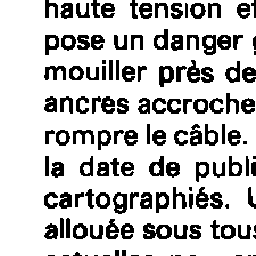 haute tension et
pose un danger
mouiller près de
ancres accroche
rompre le câble.
la date de publi
cartographiés.
allouée sous tous